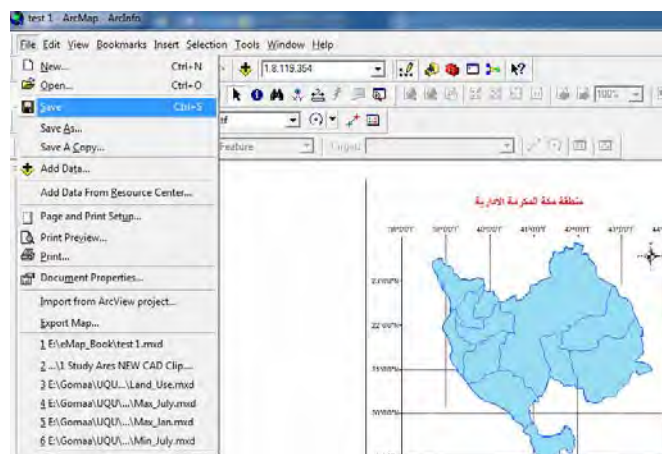 test 1 - ArcMap - ArcInfo
File Edit View Bookmarks Insert Selection Tools Window Help
New... Ctrl+N
1:8,119,354
Open... Ctrl+O
Save Ctrl+S
100%
Save As...
Save A Copy...
Feature
Target:
Add Data...
Add Data From Resource Center...
Page and Print Setup...
منطقة مكة المكرمة الادارية
Print Preview...
Print...
Document Properties...
Import from ArcView project...
Export Map...
1 E:\eMap_Book\test 1.mxd
2 ...\1 Study Ares NEW CAD Clip....
3 E:\Gomaa\UQU\...\Land_Use.mxd
4 E:\Gomaa\UQU\...\Max_July.mxd
5 E:\Gomaa\UQU\...\Max_Jan.mxd
6 E:\Gomaa\UQU\...\Min_July.mxd